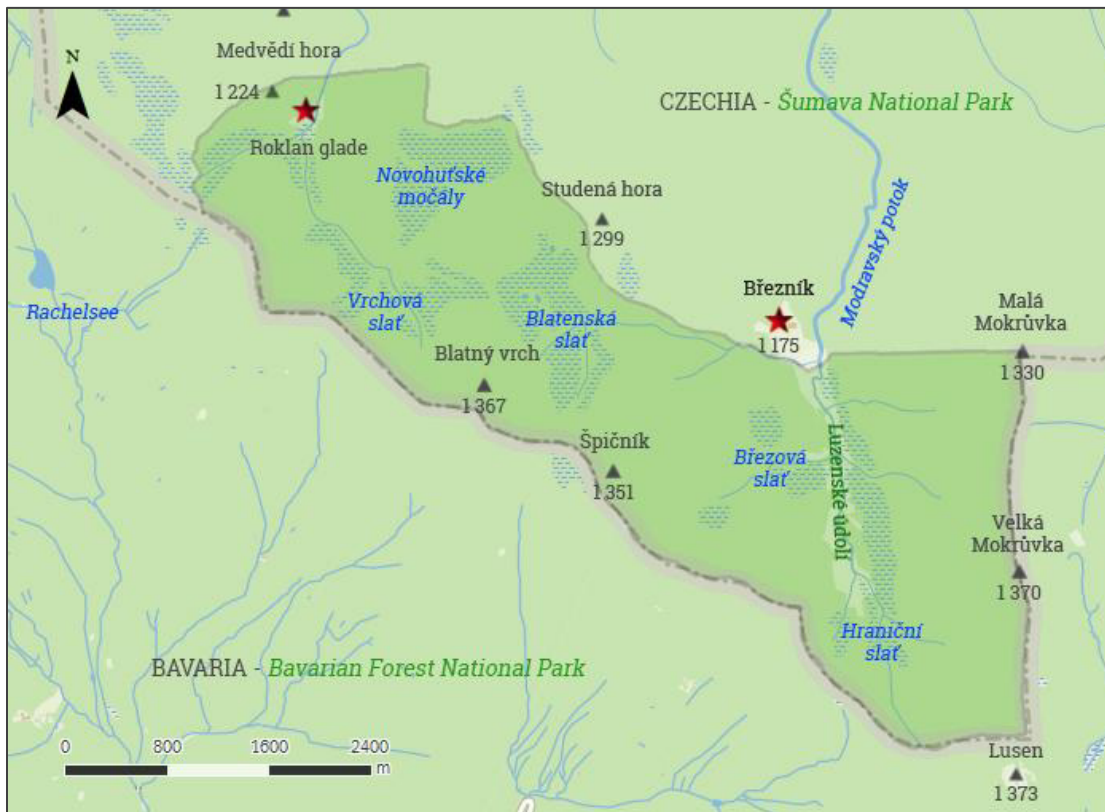 N
Medvědí hora
1 224
Roklan glade
CZECHIA - Šumava National Park
Novohuťské
močály
Studená hora
1 299
Modravský potok
Rachelsee
Vrchová
slať
Blatenská
slať
Březník
1 175
Malá
Mokrůvka
1 330
Blatný vrch
1 367
Špičník
1 351
Březová
slať
Luzenské údolí
Velká
Mokrůvka
1 370
Hraniční
slať
BAVARIA - Bavarian Forest National Park
0 800 1600 2400
m
Lusen
1 373